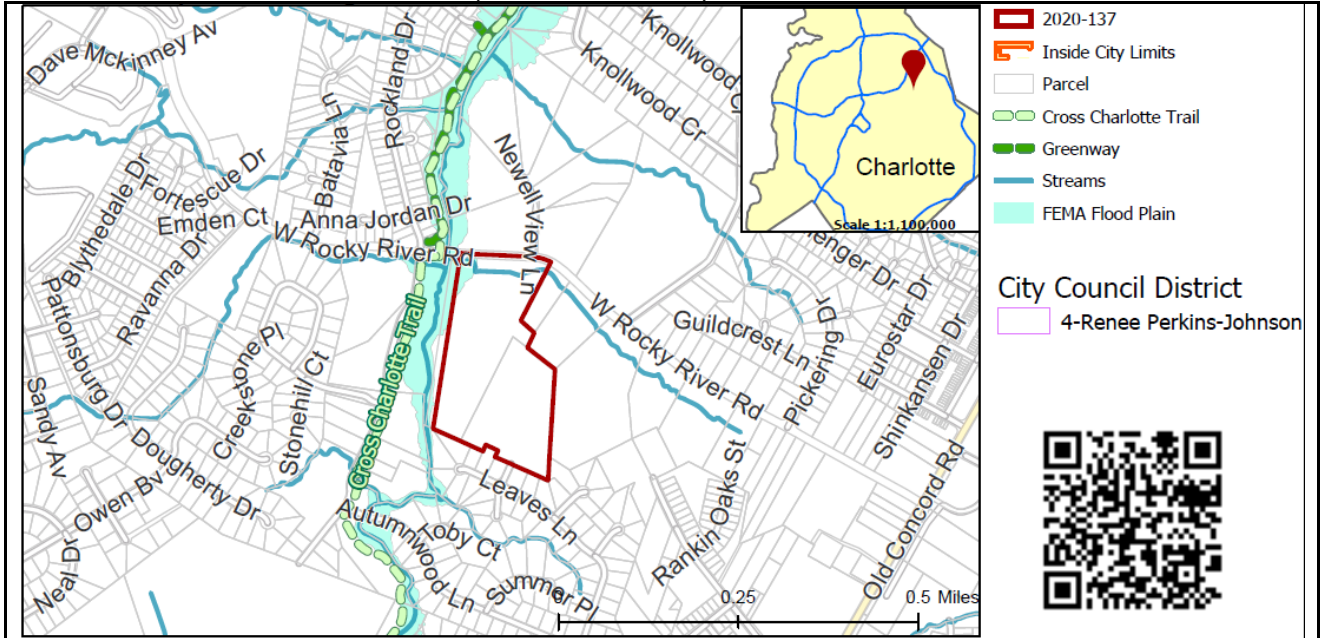 Dave Mckinney Av
Rockland Dr
Batavia Ln
Knollwood Cr
Knollwood C
Newell View Ln
Blythedale Dr
Fortescue Dr
Emden Ct
Anna Jordan Dr
W Rocky River Rd
Ravanna Dr
Pattonsburg Dr
Creekstone Pl
Stonehill Ct
Sandy Av
Dougherty Dr
Owen Bv
Neal Dr
Cross Charlotte Trail
Autumnwood Ln
Toby Ct
Summer Pl
Leaves Ln
W Rocky River Rd
Guildcrest Ln
Pickering Dr
enger Dr
Eurostar Dr
Shinkansen Dr
Rankin Oaks St
Old Concord Rd
0
0.25
0.5 Miles
Charlotte
Scale 1:1,100,000
2020-137
Inside City Limits
Parcel
Cross Charlotte Trail
Greenway
Streams
FEMA Flood Plain
City Council District
4-Renee Perkins-Johnson